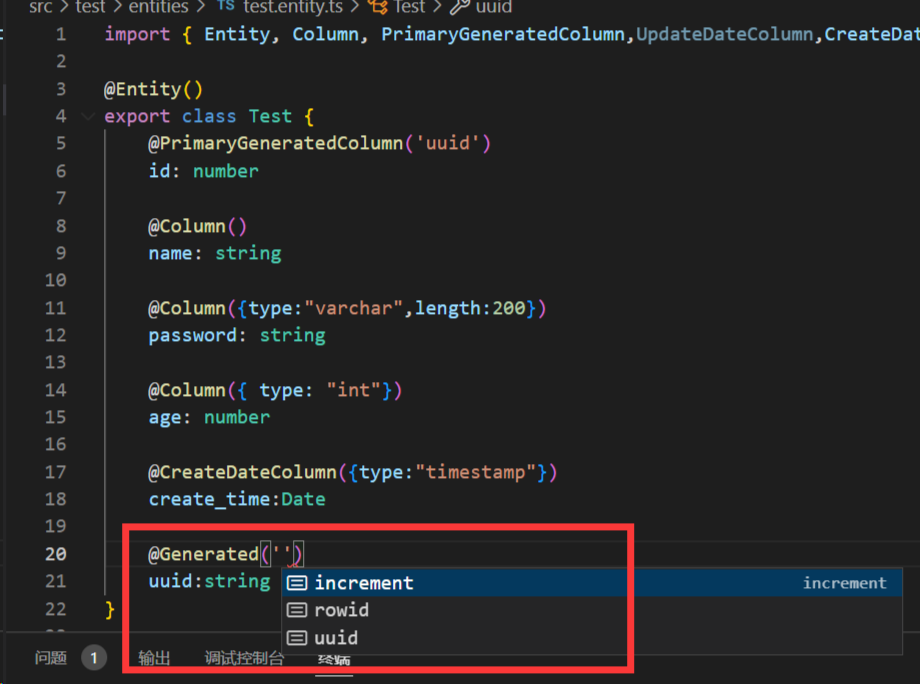 src > test > entities > TS test.entity.ts > Test > uuid
1 import { Entity, Column, PrimaryGeneratedColumn,UpdateDateColumn,CreateDat
2
3 @Entity()
4 export class Test {
5 @PrimaryGeneratedColumn('uuid')
6 id: number
7
8 @Column()
9 name: string
10
11 @Column({type:"varchar",length:200})
12 password: string
13
14 @Column({ type: "int"})
15 age: number
16
17 @CreateDateColumn({type:"timestamp"})
18 create_time:Date
19
20 @Generated('')
21 uuid:string
increment increment
22 }
rowid
uuid
问题 1 输出 调试控制台 终端